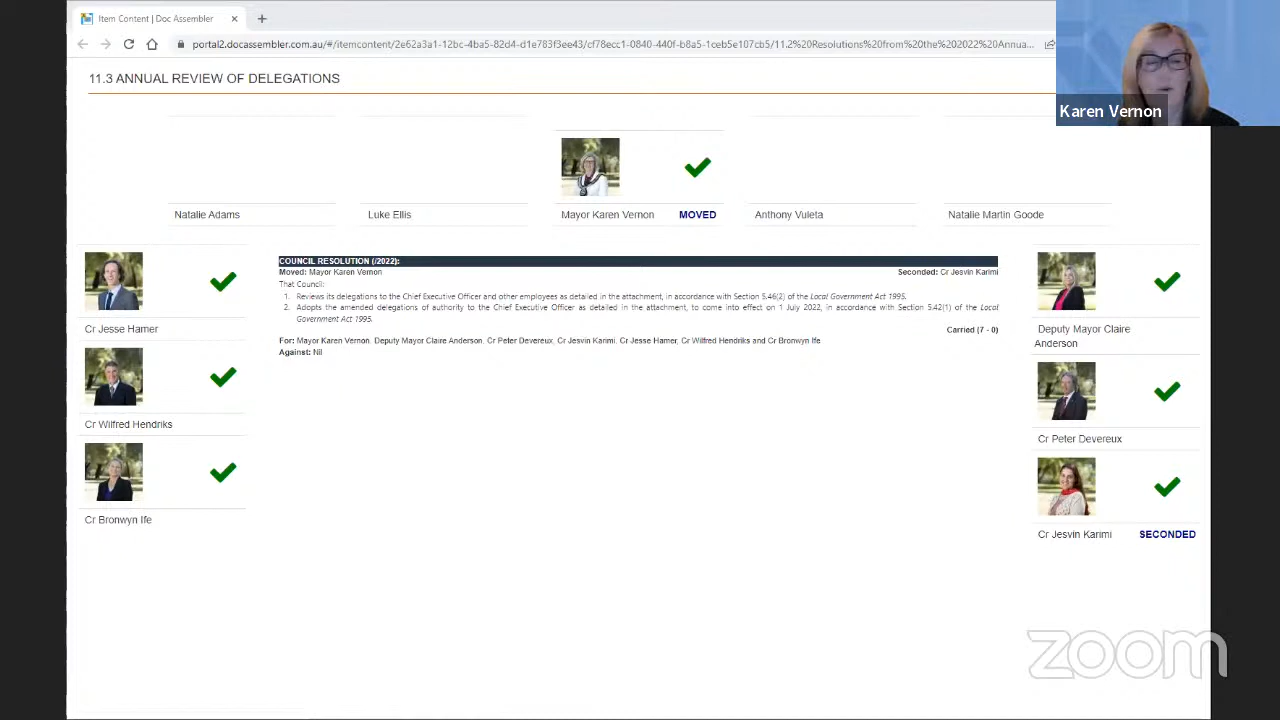 Item Content | Doc Assembler
portal2.docassembler.com.au/#/itemcontent/2e62a3a1-12bc-4ba5-82d4-d1e783f3ee43/cf78ecc1-0840-440f-b8a5-1ceb5e107cb5/11.2%20Resolutions%20from%20the%202022%20Annua...
11.3 ANNUAL REVIEW OF DELEGATIONS
Karen Vernon
Natalie Adams
Luke Ellis
Mayor Karen Vernon MOVED
Anthony Vuleta
Natalie Martin Goode
COUNCIL RESOLUTION (/2022):
Moved: Mayor Karen Vernon Seconded: Cr Jesvin Karimi
That Council:
1. Reviews its delegations to the Chief Executive Officer and other employees as detailed in the attachment, in accordance with Section 5.46(2) of the Local Government Act 1995.
2. Adopts the amended delegations of authority to the Chief Executive Officer as detailed in the attachment, to come into effect on 1 July 2022, in accordance with Section 5.42(1) of the Local
Government Act 1995.
Carried (7 - 0)
For: Mayor Karen Vernon, Deputy Mayor Claire Anderson, Cr Peter Devereux, Cr Jesvin Karimi, Cr Jesse Hamer, Cr Wilfred Hendriks and Cr Bronwyn Ife
Against: Nil
Cr Jesse Hamer
Cr Wilfred Hendriks
Cr Bronwyn Ife
Deputy Mayor Claire
Anderson
Cr Peter Devereux
Cr Jesvin Karimi SECONDED
zoom